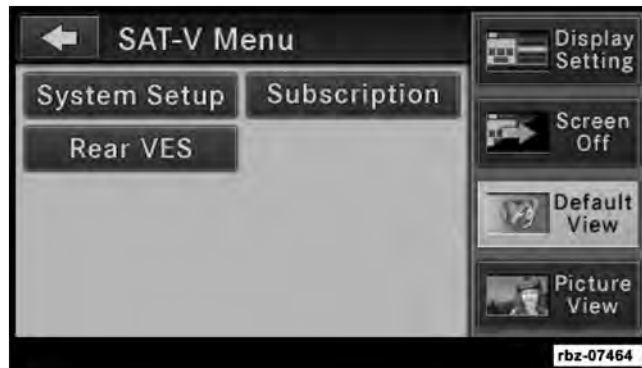 SAT-V Menu
System Setup
Subscription
Rear VES
Display
Setting
Screen
Off
Default
View
Picture
View
rbz-07464